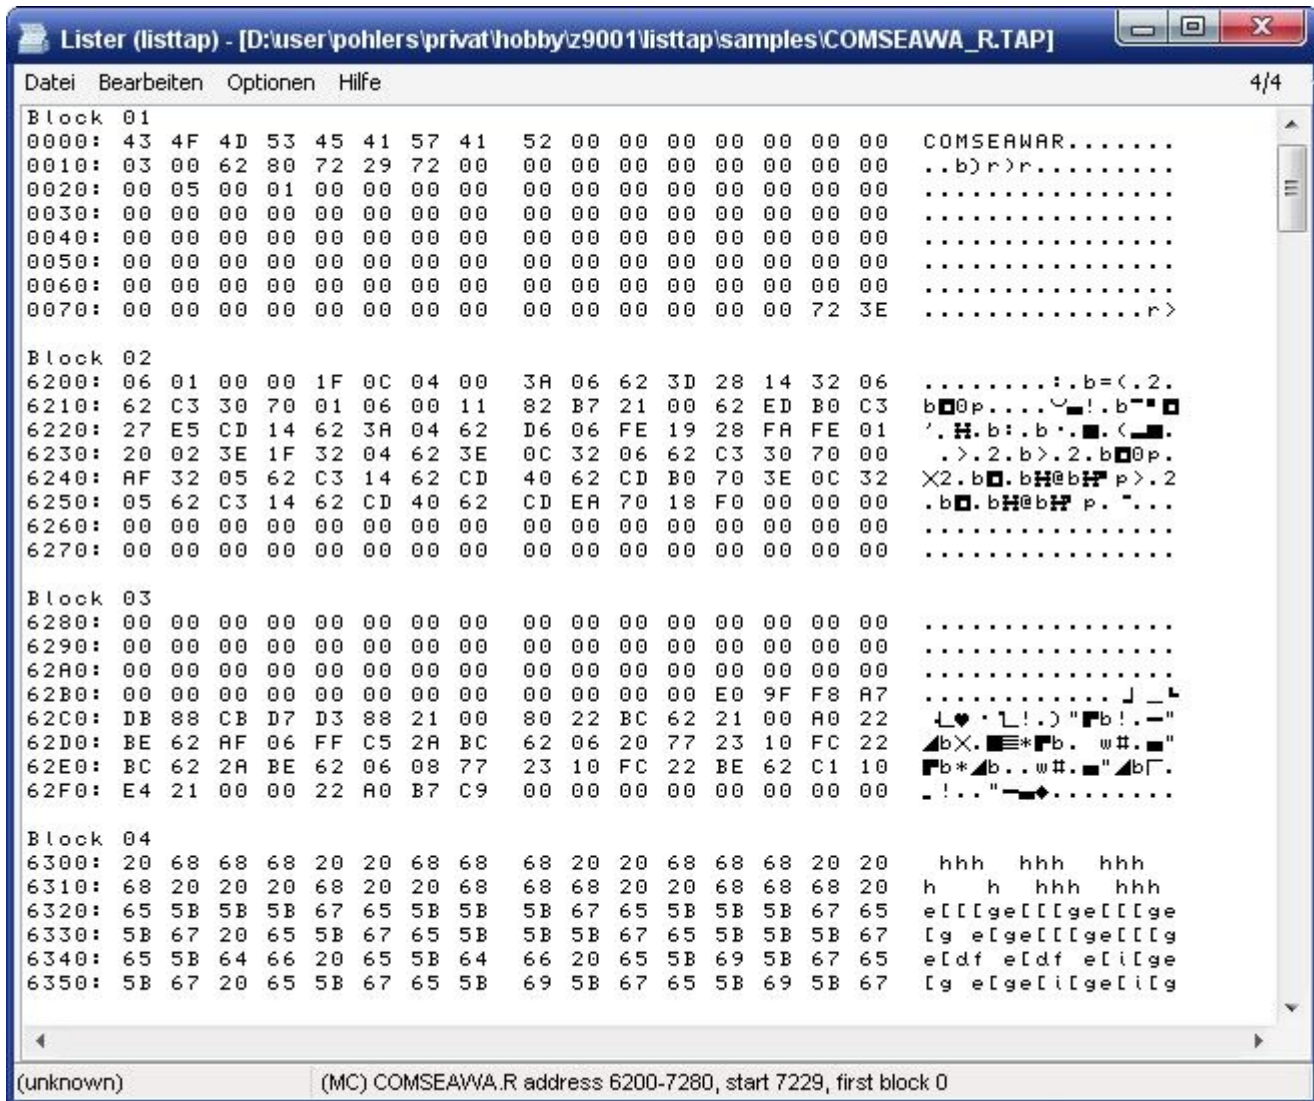 Lister (listtap) - [D:\user\pohlers\privat\hobby\z9001\listtap\samples\COMSEAWA_R.TAP]
Datei Bearbeiten Optionen Hilfe 4/4
Block 01
0000: 43 4F 4D 53 45 41 57 41 52 00 00 00 00 00 00 00 COMSEAWAR.......
0010: 03 00 62 80 72 29 72 00 00 00 00 00 00 00 00 00 ..b)r)r.........
0020: 00 05 00 01 00 00 00 00 00 00 00 00 00 00 00 00 ................
0030: 00 00 00 00 00 00 00 00 00 00 00 00 00 00 00 00 ................
0040: 00 00 00 00 00 00 00 00 00 00 00 00 00 00 00 00 ................
0050: 00 00 00 00 00 00 00 00 00 00 00 00 00 00 00 00 ................
0060: 00 00 00 00 00 00 00 00 00 00 00 00 00 00 00 00 ................
0070: 00 00 00 00 00 00 00 00 00 00 00 00 00 00 72 3E ..............r>
Block 02
6200: 06 01 00 00 1F 0C 04 00 3A 06 62 3D 28 14 32 06 ........:.b=(.2.
6210: 62 C3 30 70 01 06 00 11 82 B7 21 00 62 ED B0 C3
6220: 27 E5 CD 14 62 3A 04 62 D6 06 FE 19 28 FA FE 01
6230: 20 02 3E 1F 32 04 62 3E 0C 32 06 62 C3 30 70 00
6240: AF 32 05 62 C3 14 62 CD 40 62 CD B0 70 3E 0C 32
6250: 05 62 C3 14 62 CD 40 62 CD EA 70 18 F0 00 00 00
6260: 00 00 00 00 00 00 00 00 00 00 00 00 00 00 00 00 ................
6270: 00 00 00 00 00 00 00 00 00 00 00 00 00 00 00 00 ................
Block 03
6280: 00 00 00 00 00 00 00 00 00 00 00 00 00 00 00 00 ................
6290: 00 00 00 00 00 00 00 00 00 00 00 00 00 00 00 00 ................
62A0: 00 00 00 00 00 00 00 00 00 00 00 00 00 00 00 00 ................
62B0: 00 00 00 00 00 00 00 00 00 00 00 00 E0 9F F8 A7
62C0: DB 88 CB D7 D3 88 21 00 80 22 BC 62 21 00 A0 22
62D0: BE 62 AF 06 FF C5 2A BC 62 06 20 77 23 10 FC 22
62E0: BC 62 2A BE 62 06 08 77 23 10 FC 22 BE 62 C1 10
62F0: E4 21 00 00 22 A0 B7 C9 00 00 00 00 00 00 00 00
Block 04
6300: 20 68 68 68 20 20 68 68 68 20 20 68 68 68 20 20 hhh hhh hhh
6310: 68 20 20 20 68 20 20 68 68 68 20 20 68 68 68 20 h h hhh hhh
6320: 65 5B 5B 5B 67 65 5B 5B 5B 67 65 5B 5B 5B 67 65 e[[[ge[[[ge[[[ge
6330: 5B 67 20 65 5B 67 65 5B 5B 5B 67 65 5B 5B 5B 67 [g e[ge[[[ge[[[g
6340: 65 5B 64 66 20 65 5B 64 66 20 65 5B 69 5B 67 65 e[df e[df e[i[ge
6350: 5B 67 20 65 5B 67 65 5B 69 5B 67 65 5B 69 5B 67 [g e[ge[i[ge[i[g
(unknown) (MC) COMSEAWA.R address 6200-7280, start 7229, first block 0